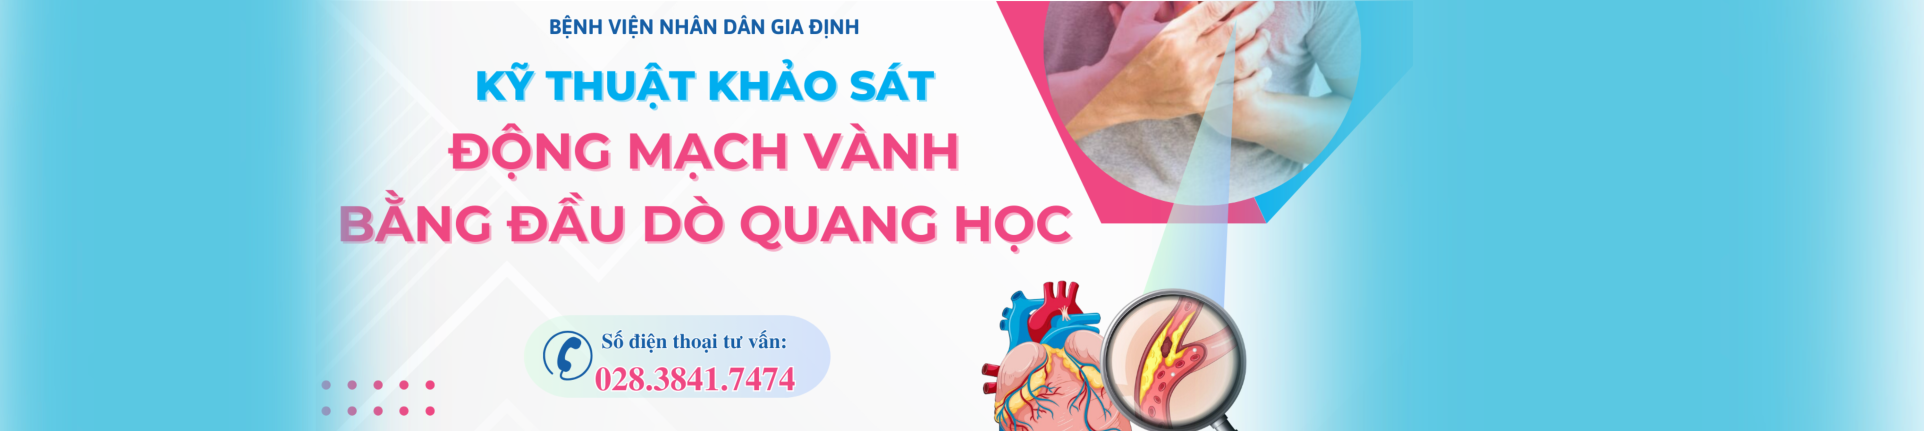 BỆNH VIỆN NHÂN DÂN GIA ĐỊNH
KỸ THUẬT KHẢO SÁT
ĐỘNG MẠCH VÀNH
BẰNG ĐẦU DÒ QUANG HỌC
Số điện thoại tư vấn:
028.3841.7474